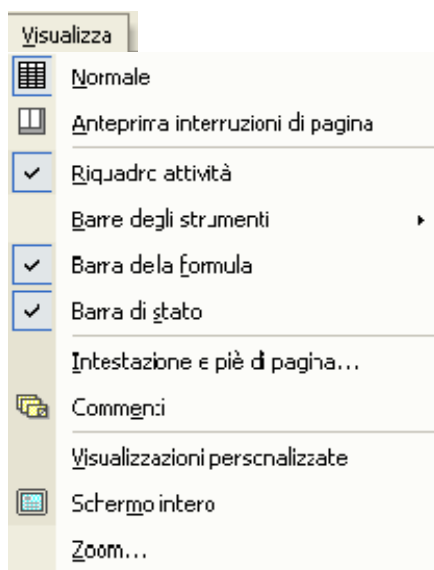 Visualizza
Normale
Anteprima interruzioni di pagina
Riquadro attività
Barre degli strumenti
Barra della formula
Barra di stato
Intestazione e piè di pagina...
Commenti
Visualizzazioni personalizzate
Schermo intero
Zoom...